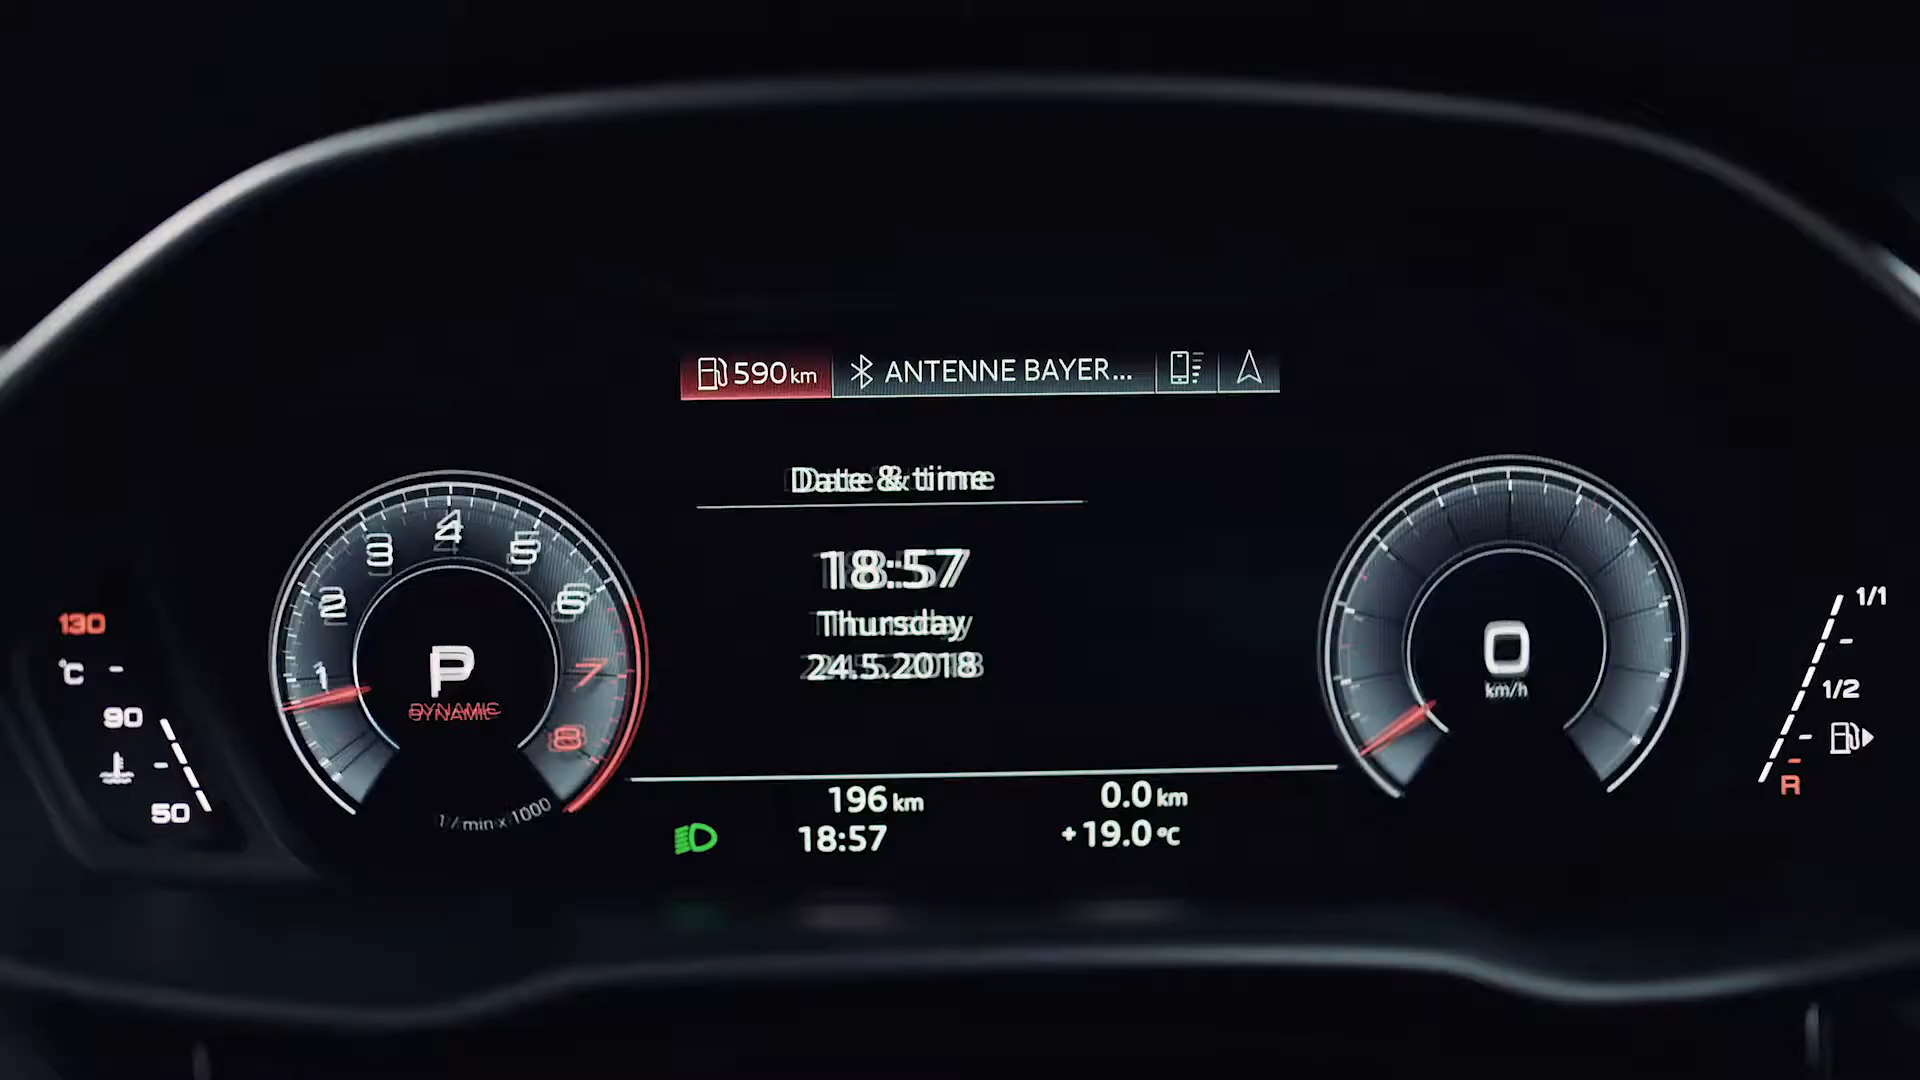 590 km
ANTENNE BAYER...
Date & time
18:57
Thursday
24.5.2018
1
2
3
4
5
6
7
8
P
DYNAMIC
1/min x 1000
130
°C
90
50
0
km/h
1/1
1/2
R
196 km
0.0 km
18:57
+19.0 °C